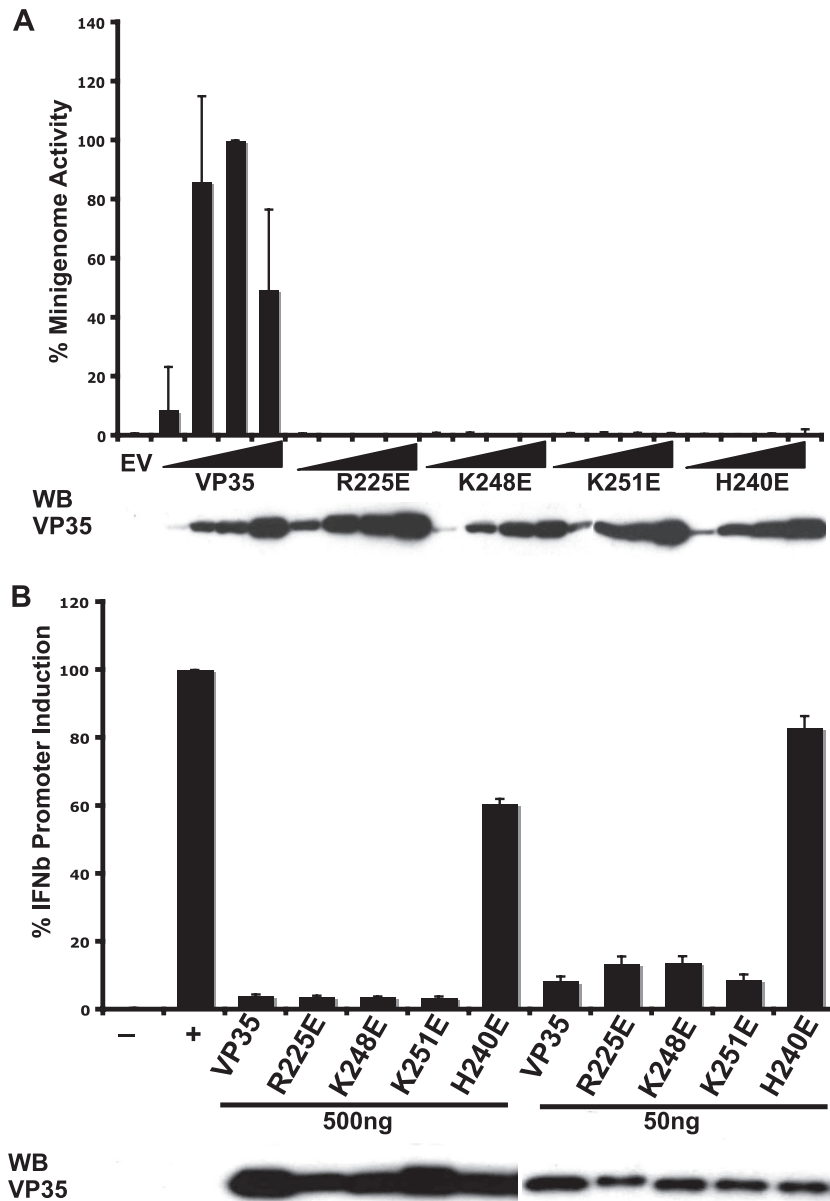 A
% Minigenome Activity
140
120
100
80
60
40
20
0
EV
VP35
R225E
K248E
K251E
H240E
WB
VP35
B
% IFNb Promoter Induction
120
100
80
60
40
20
0
–
+
VP35
R225E
K248E
K251E
H240E
VP35
R225E
K248E
K251E
H240E
500ng
50ng
WB
VP35